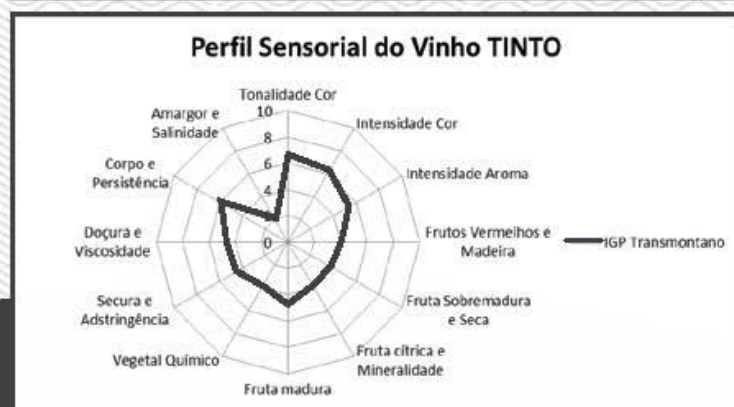 Perfil Sensorial do Vinho TINTO
Tonalidade Cor
10
8
6
4
2
0
Intensidade Cor
Intensidade Aroma
Frutos Vermelhos e
Madeira
Fruta Sobremadura
e Seca
Fruta cítrica e
Mineralidade
Fruta madura
Vegetal Químico
Secura e
Adstringência
Doçura e
Viscosidade
Corpo e
Persistência
Amargor e
Salinidade
IGP Transmontano